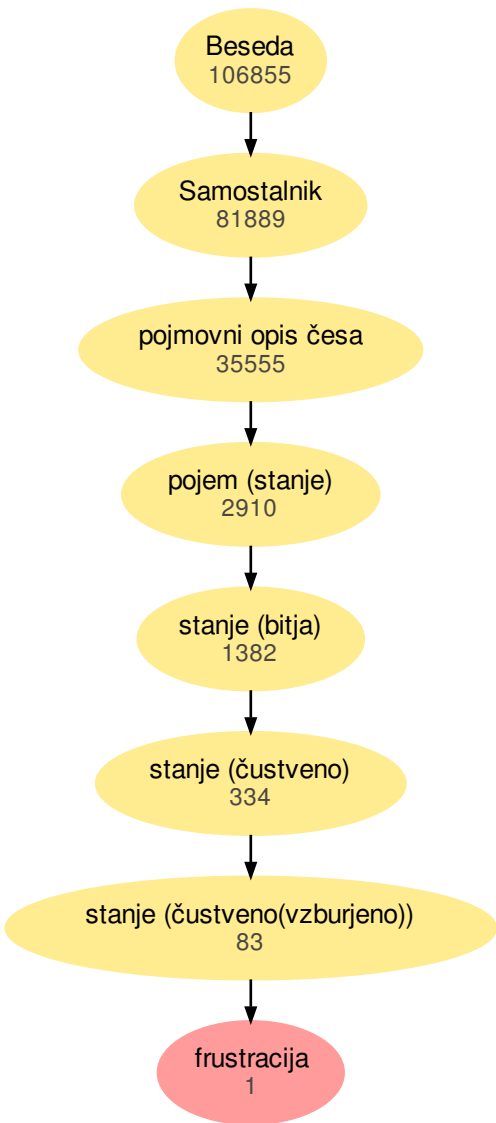 Beseda
106855
Samostalnik
81889
pojmovni opis česa
35555
pojem (stanje)
2910
stanje (bitja)
1382
stanje (čustveno)
334
stanje (čustveno(vzburjeno))
83
frustracija
1